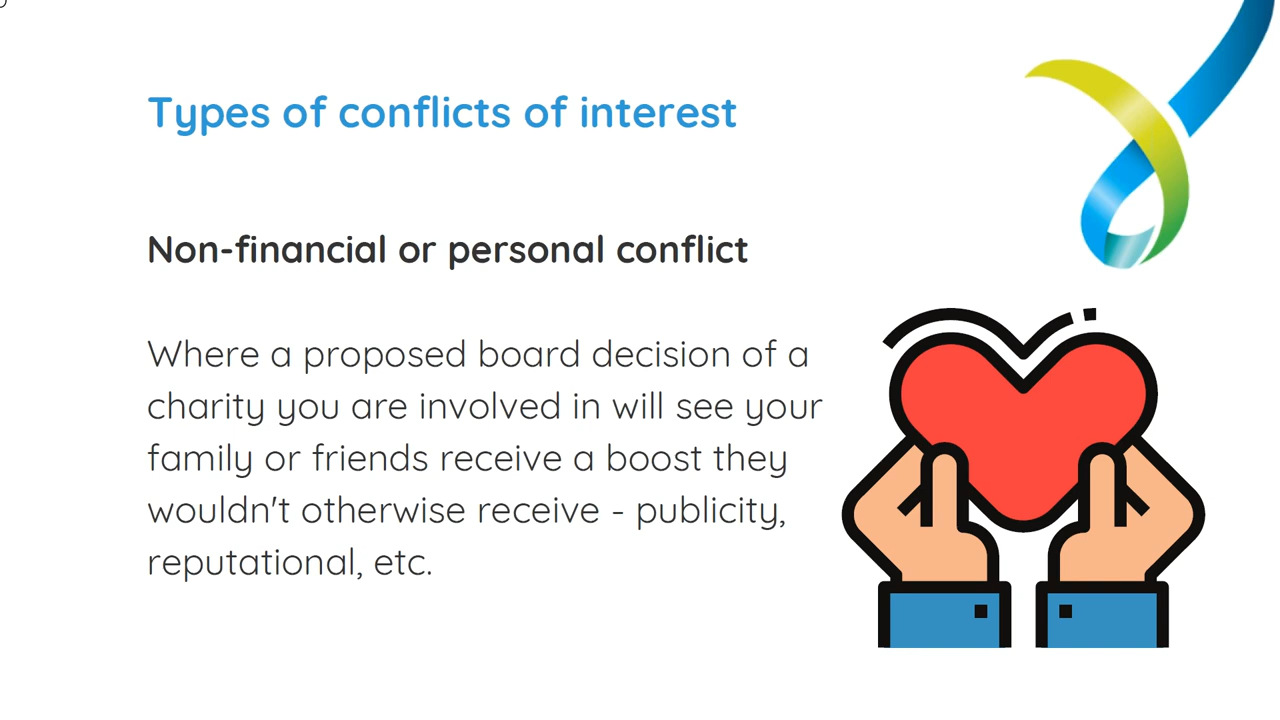 Types of conflicts of interest
Non-financial or personal conflict
Where a proposed board decision of a
charity you are involved in will see your
family or friends receive a boost they
wouldn't otherwise receive - publicity,
reputational, etc.